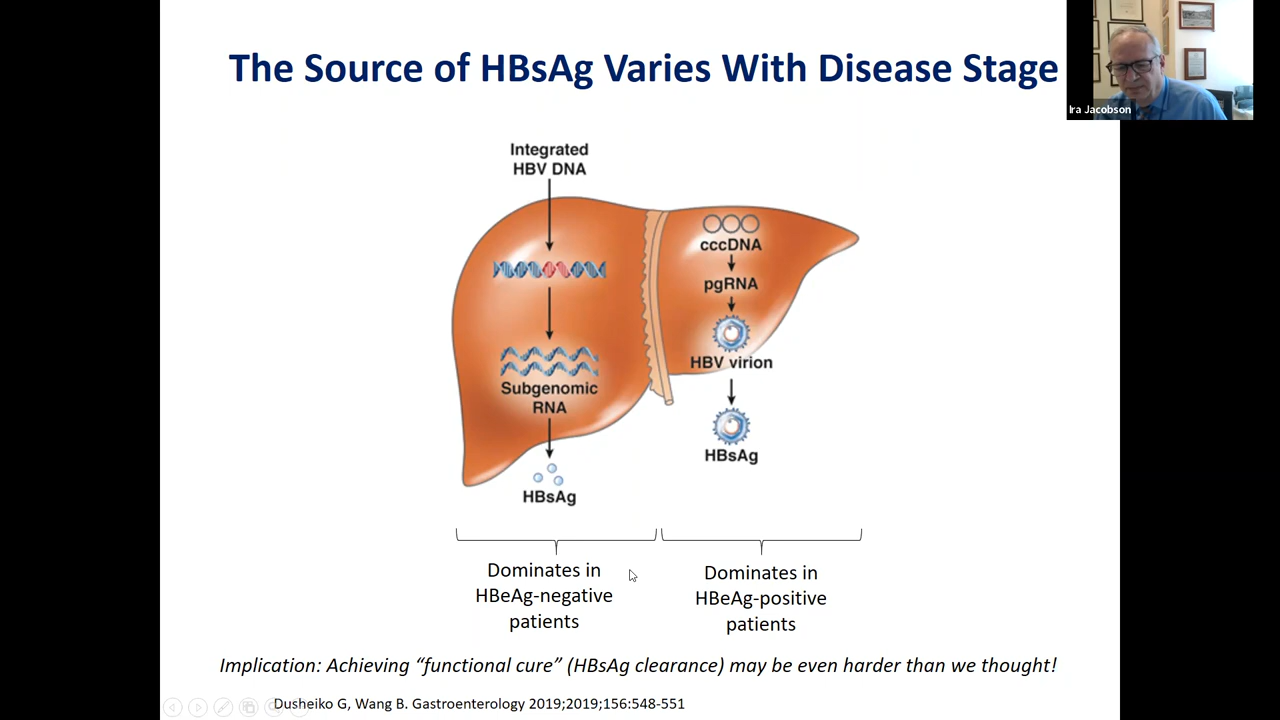 The Source of HBsAg Varies With Disease Stage
Ira Jacobson
Integrated
HBV DNA
Subgenomic
RNA
HBsAg
cccDNA
pgRNA
HBV virion
HBsAg
Dominates in
HBeAg-negative
patients
Dominates in
HBeAg-positive
patients
Implication: Achieving “functional cure” (HBsAg clearance) may be even harder than we thought!
Dusheiko G, Wang B. Gastroenterology 2019;2019;156:548-551